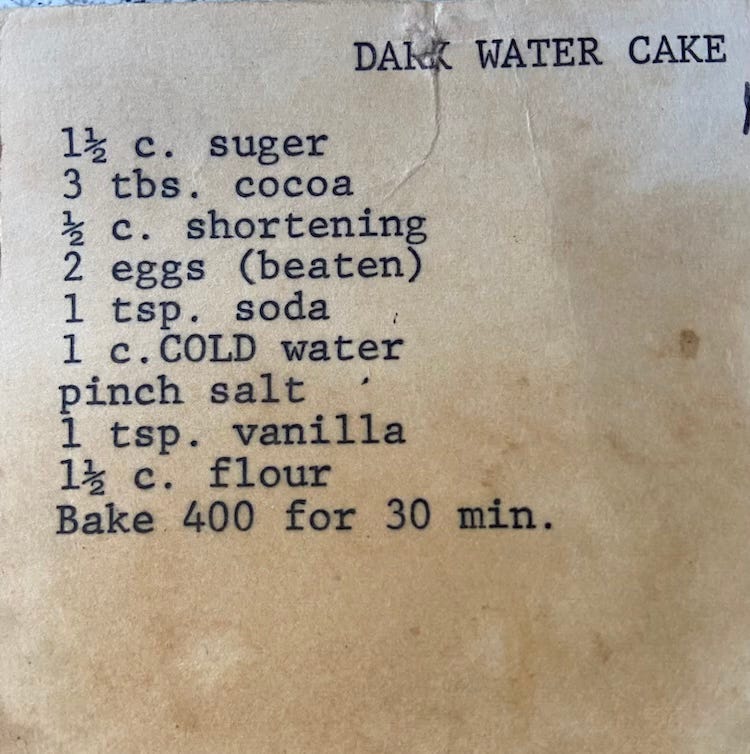 DARK WATER CAKE
1½ c. suger
3 tbs. cocoa
½ c. shortening
2 eggs (beaten)
1 tsp. soda
1 c.COLD water
pinch salt
1 tsp. vanilla
1½ c. flour
Bake 400 for 30 min.